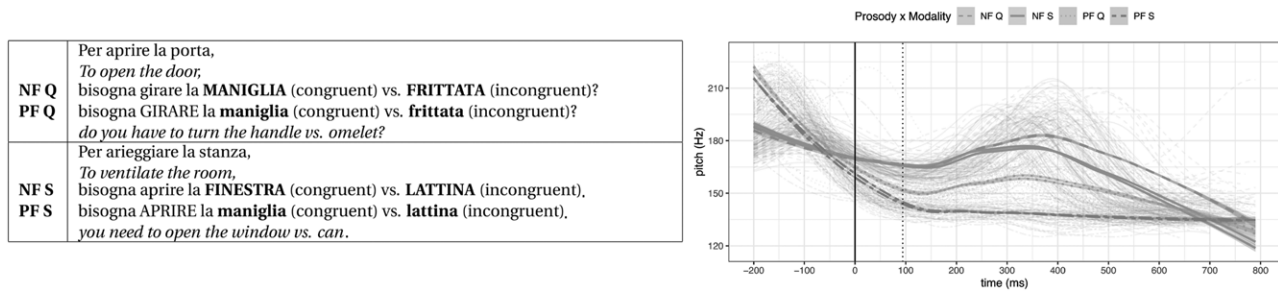 Per aprire la porta,
To open the door,
NF Q bisogna girare la MANIGLIA (congruent) vs. FRITTATA (incongruent)?
PF Q bisogna GIRARE la maniglia (congruent) vs. frittata (incongruent)?
do you have to turn the handle vs. omelet?
Per arieggiare la stanza,
To ventilate the room,
NF S bisogna aprire la FINESTRA (congruent) vs. LATTINA (incongruent).
PF S bisogna APRIRE la maniglia (congruent) vs. lattina (incongruent).
you need to open the window vs. can.
Prosody x Modality NF Q NF S PF Q PF S
pitch (Hz)
210
180
150
120
−200 −100 0 100 200 300 400 500 600 700 800
time (ms)